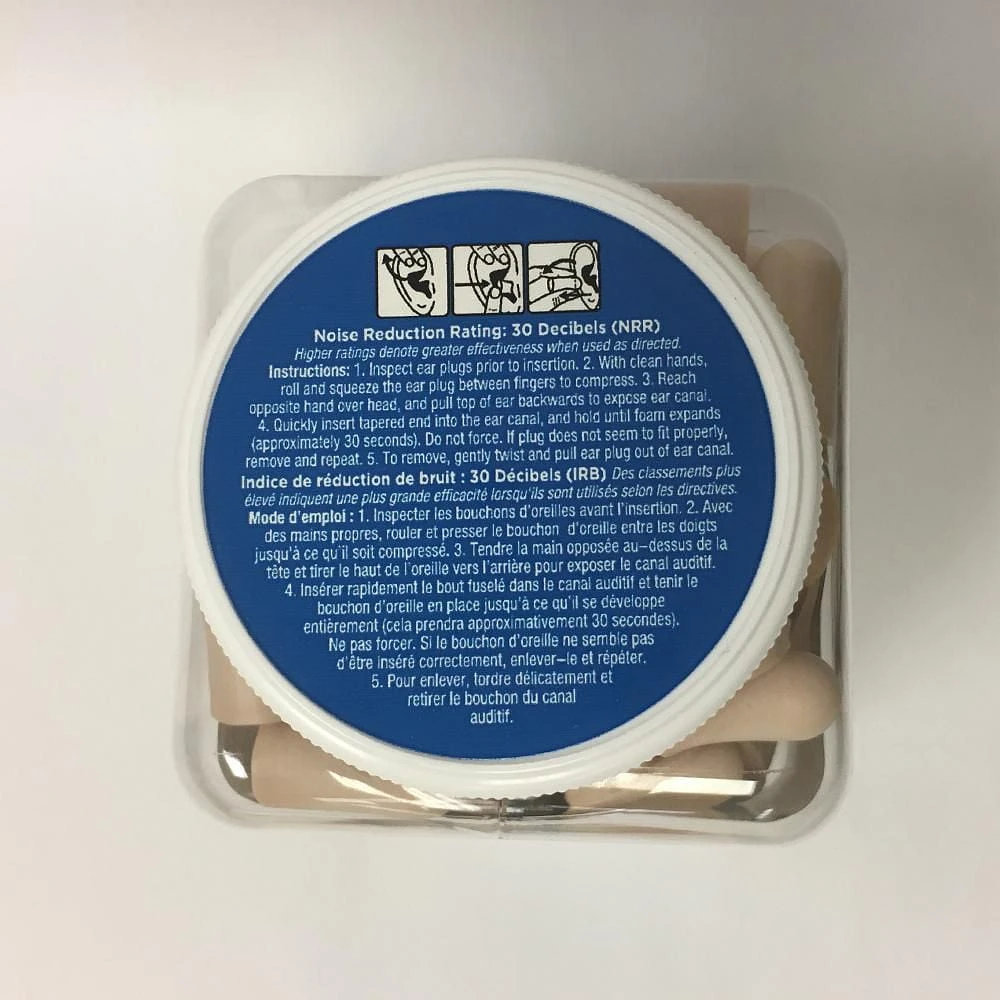 Noise Reduction Rating: 30 Decibels (NRR)
Higher ratings denote greater effectiveness when used as directed.
Instructions: 1. Inspect ear plugs prior to insertion. 2. With clean hands,
roll and squeeze the ear plug between fingers to compress. 3. Reach
opposite hand over head, and pull top of ear backwards to expose ear canal.
4. Quickly insert tapered end into the ear canal, and hold until foam expands
(approximately 30 seconds). Do not force. If plug does not seem to fit properly,
remove and repeat. 5. To remove, gently twist and pull ear plug out of ear canal.
Indice de réduction de bruit : 30 Décibels (IRB) Des classements plus
élevé indiquent une plus grande efficacité lorsqu'ils sont utilisés selon les directives.
Mode d'emploi : 1. Inspecter les bouchons d'oreilles avant l'insertion. 2. Avec
des mains propres, rouler et presser le bouchon d'oreille entre les doigts
jusqu'à ce qu'il soit compressé. 3. Tendre la main opposée au-dessus de la
tête et tirer le haut de l'oreille vers l'arrière pour exposer le canal auditif.
4. Insérer rapidement le bout fuselé dans le canal auditif et tenir le
bouchon d'oreille en place jusqu'à ce qu'il se développe
entièrement (cela prendra approximativement 30 secondes).
Ne pas forcer. Si le bouchon d'oreille ne semble pas
d'être inséré correctement, enlever-le et répéter.
5. Pour enlever, tordre délicatement et
retirer le bouchon du canal
auditif.